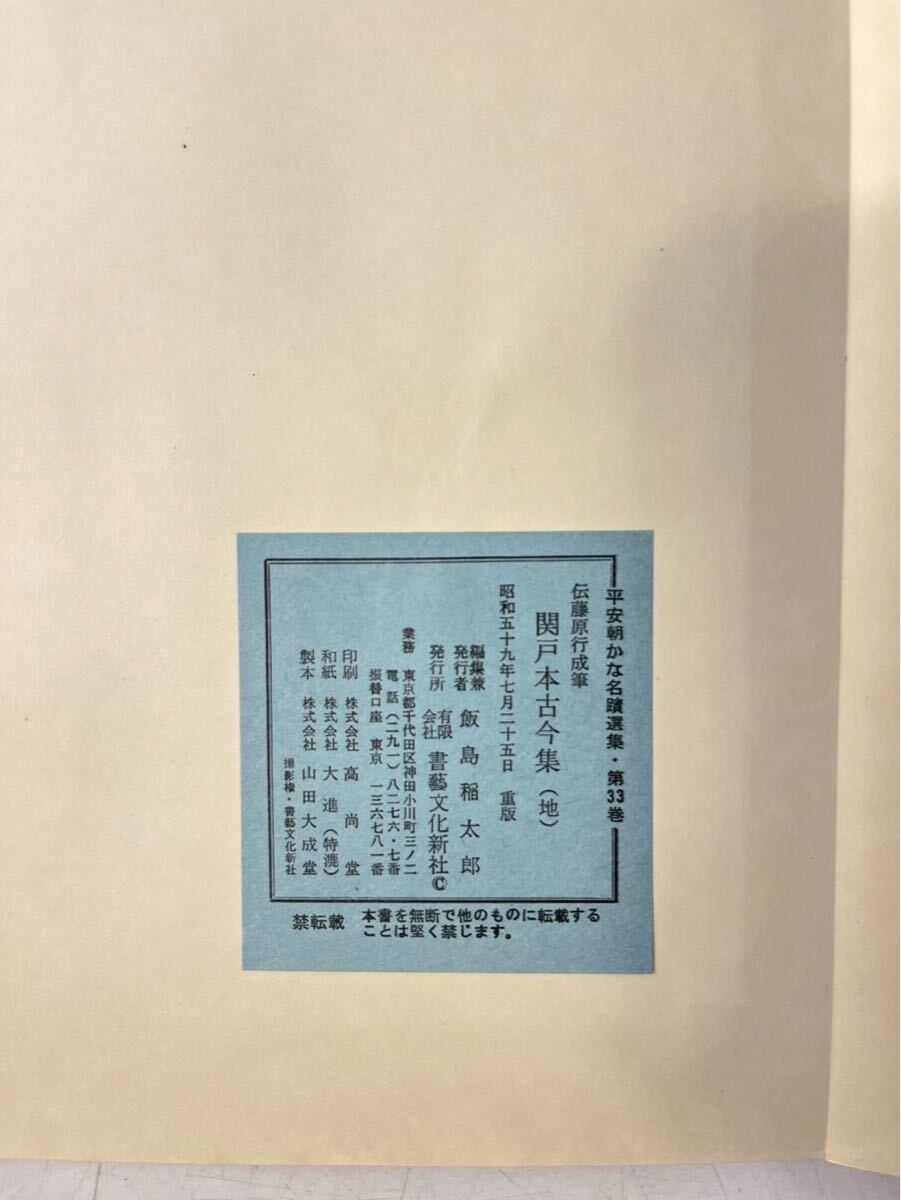 平安朝かな名蹟選集・第33巻
伝藤原行成筆
関戸本古今集(地)
昭和五十九年七月二十五日 重版
編集兼発行者 飯島稲太郎
発行所 有限会社 書藝文化新社©
業務 東京都千代田区神田小川町三ノ二
電話(二九一)八二七六・七番
振替口座 東京 一三六七八一番
印刷 株式会社 高尚堂
和紙 株式会社 大進(特漉)
製本 株式会社 山田大成堂
撮影権・書藝文化新社
禁転載 本書を無断で他のものに転載する
ことは堅く禁じます。